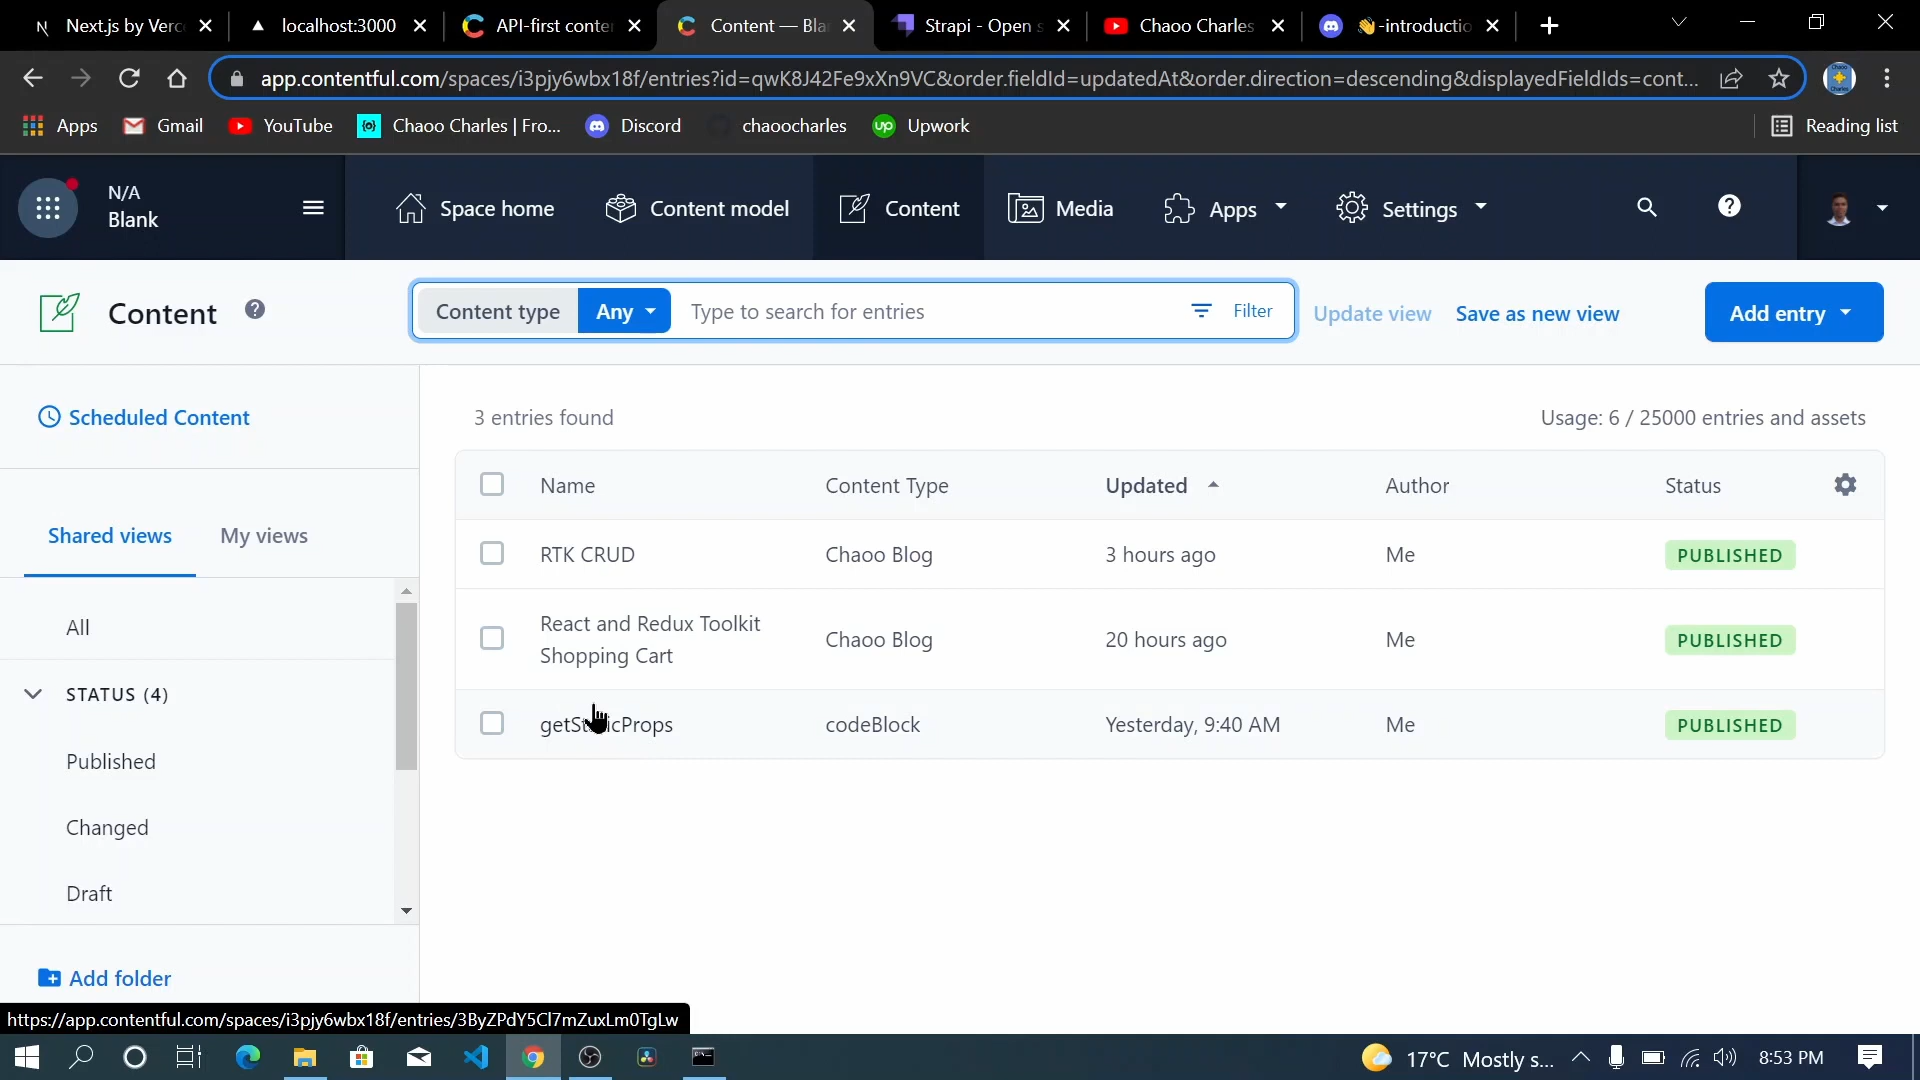 Next.js by Verc
localhost:3000
API-first conte
Content — Bla
Strapi - Open s
Chaoo Charles
👋-introductio
app.contentful.com/spaces/i3pjy6wbx18f/entries?id=qwK8J42Fe9xXn9VC&order.fieldId=updatedAt&order.direction=descending&displayedFieldIds=cont...
Apps
Gmail
YouTube
Chaoo Charles | Fro...
Discord
chaoocharles
Upwork
Reading list
N/A
Blank
Space home
Content model
Content
Media
Apps
Settings
Content
Content type
Any
Type to search for entries
Filter
Update view
Save as new view
Add entry
Scheduled Content
Shared views
My views
All
STATUS (4)
Published
Changed
Draft
Add folder
3 entries found
Usage: 6 / 25000 entries and assets
Name
Content Type
Updated
Author
Status
RTK CRUD
Chaoo Blog
3 hours ago
Me
PUBLISHED
React and Redux Toolkit
Shopping Cart
Chaoo Blog
20 hours ago
Me
PUBLISHED
codeBlock
Yesterday, 9:40 AM
Me
PUBLISHED
https://app.contentful.com/spaces/i3pjy6wbx18f/entries/3ByZPdY5Cl7mZuxLm0TgLw
17°C Mostly s...
8:53 PM